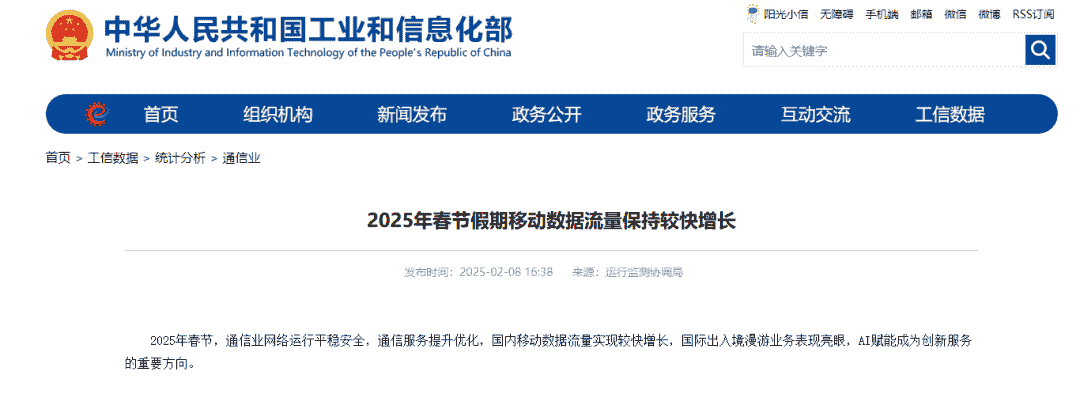 中华人民共和国工业和信息化部
Ministry of Industry and Information Technology of the People's Republic of China
阳光小信 无障碍 手机端 邮箱 微信 微博 RSS订阅
请输入关键字
首页 组织机构 新闻发布 政务公开 政务服务 互动交流 工信数据
首页 > 工信数据 > 统计分析 > 通信业
2025年春节假期移动数据流量保持较快增长
发布时间：2025-02-08 16:38 来源：运行监测协调局
2025年春节，通信业网络运行平稳安全，通信服务提升优化，国内移动数据流量实现较快增长，国际出入境漫游业务表现亮眼，AI赋能成为创新服务
的重要方向。